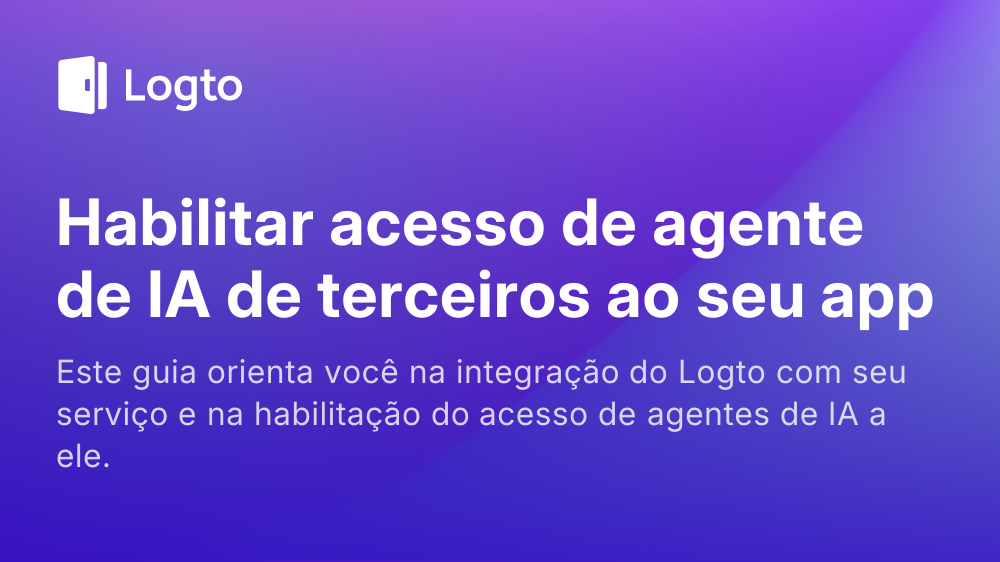 Logto
Habilitar acesso de agente
de IA de terceiros ao seu app
Este guia orienta você na integração do Logto com seu
serviço e na habilitação do acesso de agentes de IA a
ele.